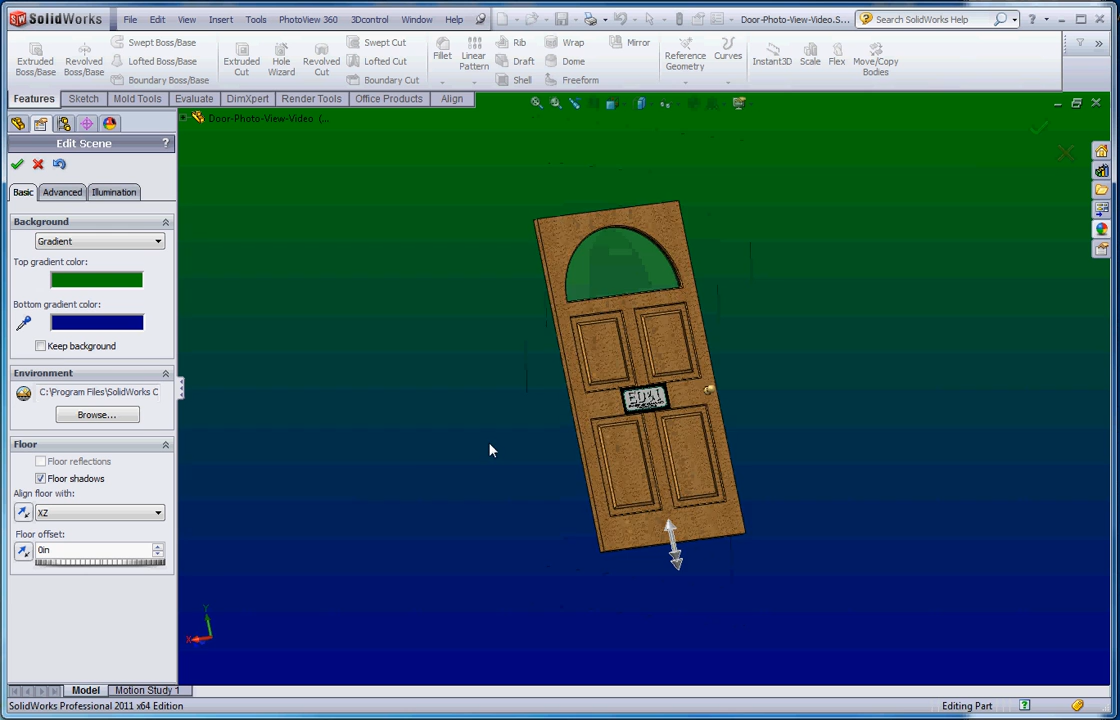 SolidWorks File Edit View Insert Tools PhotoView 360 3Dcontrol Window Help Door-Photo-View-Video.S... Search SolidWorks Help
Extruded Boss/Base Revolved Boss/Base Swept Boss/Base Lofted Boss/Base Boundary Boss/Base Extruded Cut Hole Wizard Revolved Cut Swept Cut Lofted Cut Boundary Cut Fillet Linear Pattern Rib Draft Shell Wrap Dome Freeform Mirror Reference Geometry Curves Instant3D Scale Flex Move/Copy Bodies
Features Sketch Mold Tools Evaluate DimXpert Render Tools Office Products Align
Door-Photo-View-Video (...
Edit Scene ?
Basic Advanced Illumination
Background
Gradient
Top gradient color:
Bottom gradient color:
Keep background
Environment
C:\Program Files\SolidWorks C
Browse...
Floor
Floor reflections
Floor shadows
Align floor with:
XZ
Floor offset:
0in
Y
X
Model Motion Study 1
SolidWorks Professional 2011 x64 Edition Editing Part